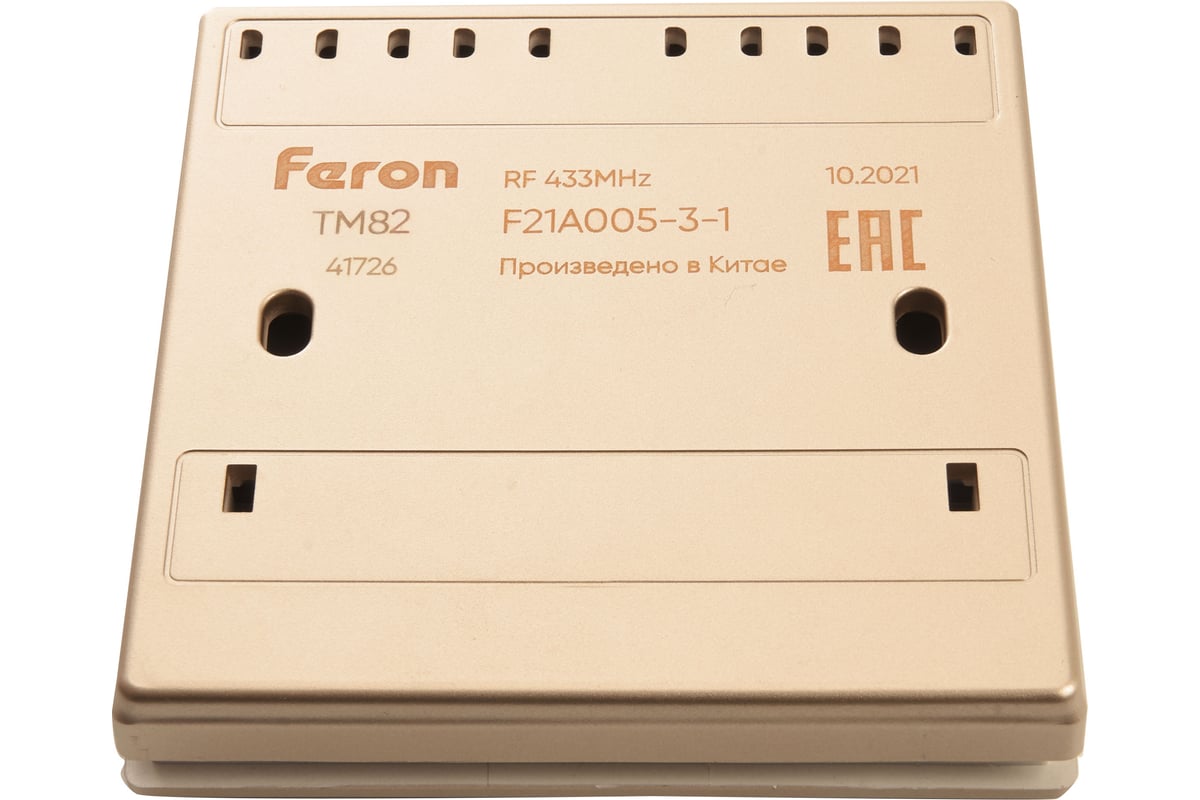 Feron
TM82
41726
RF 433MHz
F21A005-3-1
Произведено в Китае
10.2021
EAC